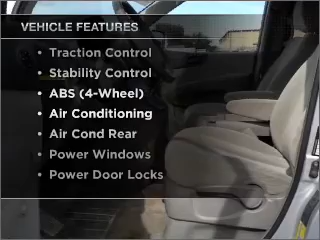 VEHICLE FEATURES
• Traction Control
• Stability Control
• ABS (4-Wheel)
• Air Conditioning
• Air Cond Rear
• Power Windows
• Power Door Locks